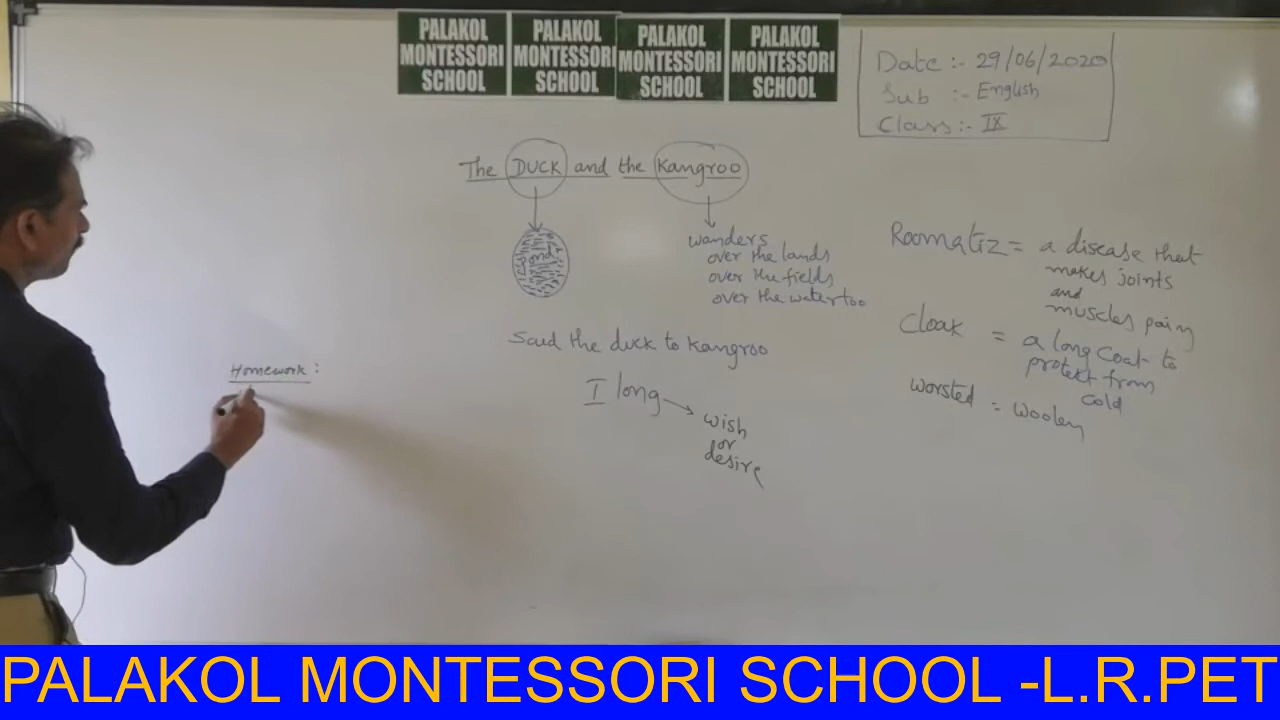 PALAKOL MONTESSORI SCHOOL
PALAKOL MONTESSORI SCHOOL
PALAKOL MONTESSORI SCHOOL
PALAKOL MONTESSORI SCHOOL
Date :- 29/06/2020
Sub :- English
Class:- IX
The DUCK and the Kangroo
Pond
wanders
over the lands
over the fields
over the water too
Said the duck to kangroo
I long
wish
or
desire
Roomatiz = a disease that
makes joints
and
muscles pain
Cloak = a long coat to
protext from
cold
worsted = woolen
Homework:
PALAKOL MONTESSORI SCHOOL -L.R.PET